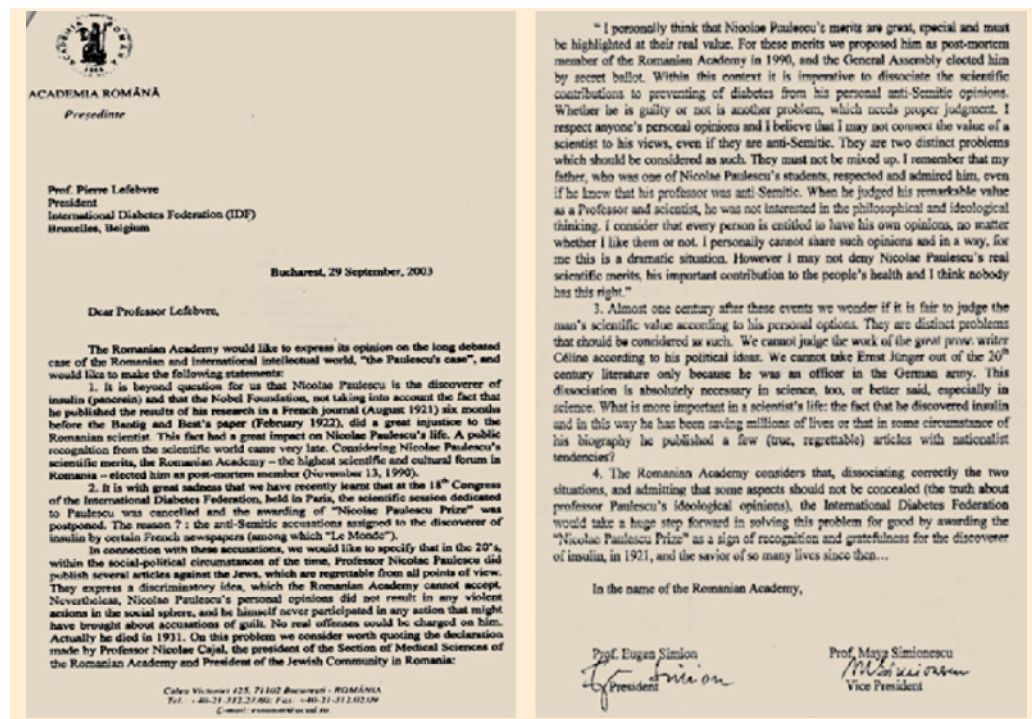 ACADEMIA ROMÂNĂ
Președinte
Prof. Pierre Lefebvre
President
International Diabetes Federation (IDF)
Bruxelles, Belgium
Bucharest, 29 September, 2003
Dear Professor Lefebvre,
The Romanian Academy would like to express its opinion on the long debated
case of the Romanian and international intellectual world, "the Paulescu's case", and
would like to make the following statements:
1. It is beyond question for us that Nicolae Paulescu is the discoverer of
insulin (pancrein) and that the Nobel Foundation, not taking into account the fact that
he published the results of his research in a French journal (August 1921) six months
before the Bantig and Best's paper (February 1922), did a great injustice to the
Romanian scientist. This fact had a great impact on Nicolae Paulescu's life. A public
recognition from the scientific world came very late. Considering Nicolae Paulescu's
scientific merits, the Romanian Academy – the highest scientific and cultural forum in
Romania – elected him as post-mortem member (November 13, 1990).
2. It is with great sadness that we have recently learnt that at the 18th Congress
of the International Diabetes Federation, held in Paris, the scientific session dedicated
to Paulescu was cancelled and the awarding of "Nicolae Paulescu Prize" was
postponed. The reason ? : the anti-Semitic accusations assigned to the discoverer of
insulin by certain French newspapers (among which "Le Monde").
In connection with these accusations, we would like to specify that in the 20's,
within the social-political circumstances of the time, Professor Nicolae Paulescu did
publish several articles against the Jews, which are regrettable from all points of view.
They express a discriminatory idea, which the Romanian Academy cannot accept.
Nevertheless, Nicolae Paulescu's personal opinions did not result in any violent
actions in the social sphere, and he himself never participated in any action that might
have brought about accusations of guilt. No real offenses could be charged on him.
Actually he died in 1931. On this problem we consider worth quoting the declaration
made by Professor Nicolae Cajal, the president of the Section of Medical Sciences of
the Romanian Academy and President of the Jewish Community in Romania:
Calea Victoriei 125, 71102 București - ROMÂNIA
" I personally think that Nicolae Paulescu's merits are great, special and must
be highlighted at their real value. For these merits we proposed him as post-mortem
member of the Romanian Academy in 1990, and the General Assembly elected him
by secret ballot. Within this context it is imperative to dissociate the scientific
contributions to preventing of diabetes from his personal anti-Semitic opinions.
Whether he is guilty or not is another problem, which needs proper judgment. I
respect anyone's personal opinions and I believe that I may not connect the value of a
scientist to his views, even if they are anti-Semitic. They are two distinct problems
which should be considered as such. They must not be mixed up. I remember that my
father, who was one of Nicolae Paulescu's students, respected and admired him, even
if he knew that his professor was anti-Semitic. When he judged his remarkable value
as a Professor and scientist, he was not interested in the philosophical and ideological
thinking. I consider that every person is entitled to have his own opinions, no matter
whether I like them or not. I personally cannot share such opinions and in a way, for
me this is a dramatic situation. However I may not deny Nicolae Paulescu's real
scientific merits, his important contribution to the people's health and I think nobody
has this right."
3. Almost one century after these events we wonder if it is fair to judge the
man's scientific value according to his personal options. They are distinct problems
that should be considered as such. We cannot judge the work of the great prose writer
Céline according to his political ideas. We cannot take Ernst Jünger out of the 20th
century literature only because he was an officer in the German army. This
dissociation is absolutely necessary in science, too, or better said, especially in
science. What is more important in a scientist's life: the fact that he discovered insulin
and in this way he has been saving millions of lives or that in some circumstance of
his biography he published a few (true, regrettable) articles with nationalist
tendencies?
4. The Romanian Academy considers that, dissociating correctly the two
situations, and admitting that some aspects should not be concealed (the truth about
professor Paulescu's ideological opinions), the International Diabetes Federation
would take a huge step forward in solving this problem for good by awarding the
"Nicolae Paulescu Prize" as a sign of recognition and gratefulness for the discoverer
of insulin, in 1921, and the savior of so many lives since then...
In the name of the Romanian Academy,
Prof. Eugen Simion
President
Prof. Maya Simionescu
Vice President